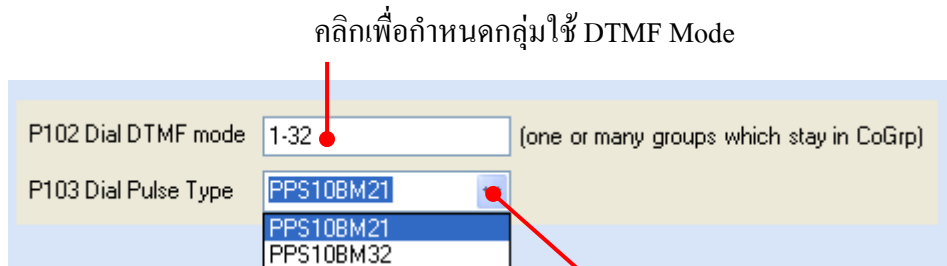 คลิกเพื่อกำหนดกลุ่มใช้ DTMF Mode
P102 Dial DTMF mode 1-32 (one or many groups which stay in CoGrp)
P103 Dial Pulse Type PPS10BM21
PPS10BM21
PPS10BM32